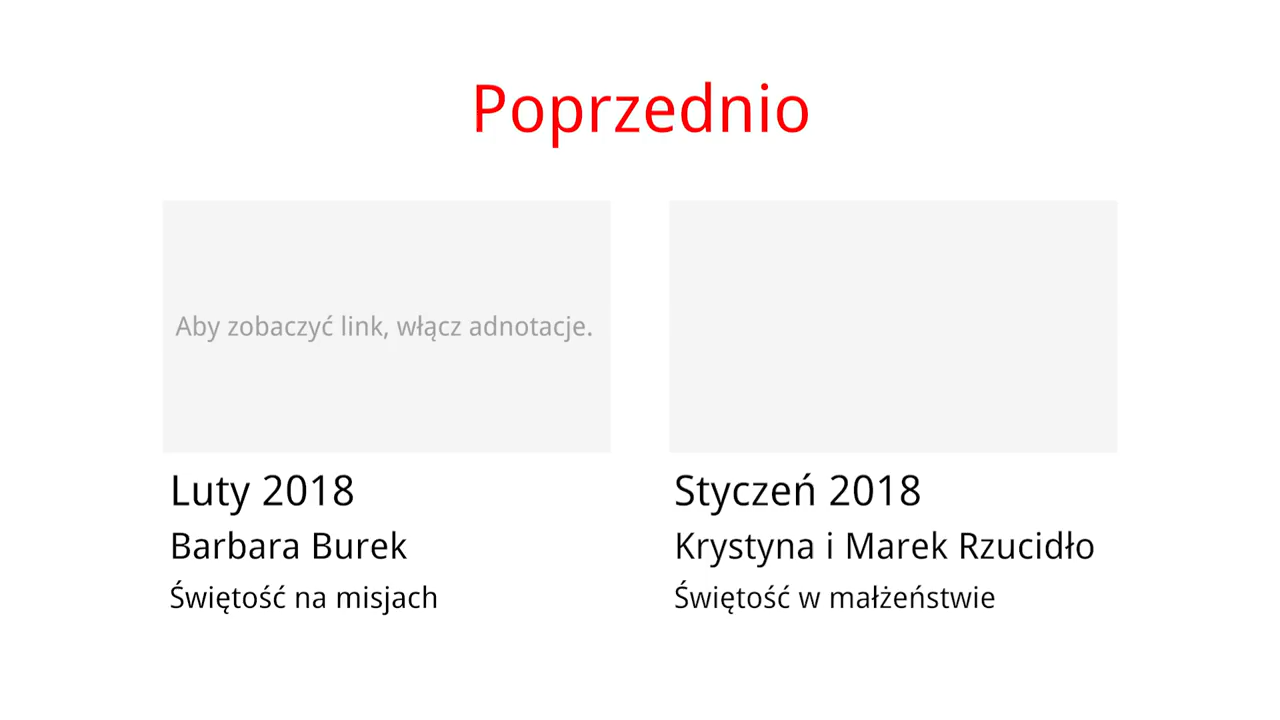 Poprzednio
Aby zobaczyć link, włącz adnotacje.
Luty 2018
Barbara Burek
Świętość na misjach
Styczeń 2018
Krystyna i Marek Rzucidło
Świętość w małżeństwie